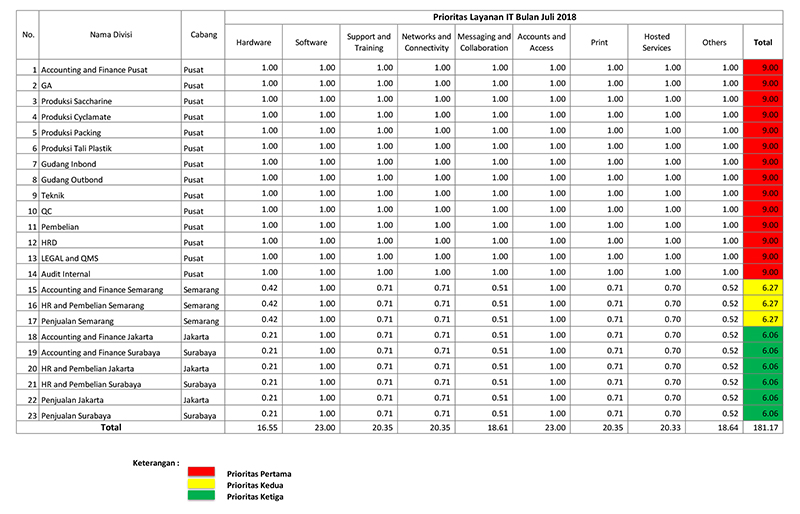 Prioritas Layanan IT Bulan Juli 2018
No. Nama Divisi Cabang Hardware Software Support and Training Networks and Connectivity Messaging and Collaboration Accounts and Access Print Hosted Services Others Total
1 Accounting and Finance Pusat Pusat 1.00 1.00 1.00 1.00 1.00 1.00 1.00 1.00 1.00 9.00
2 GA Pusat 1.00 1.00 1.00 1.00 1.00 1.00 1.00 1.00 1.00 9.00
3 Produksi Saccharine Pusat 1.00 1.00 1.00 1.00 1.00 1.00 1.00 1.00 1.00 9.00
4 Produksi Cyclamate Pusat 1.00 1.00 1.00 1.00 1.00 1.00 1.00 1.00 1.00 9.00
5 Produksi Packing Pusat 1.00 1.00 1.00 1.00 1.00 1.00 1.00 1.00 1.00 9.00
6 Produksi Tali Plastik Pusat 1.00 1.00 1.00 1.00 1.00 1.00 1.00 1.00 1.00 9.00
7 Gudang Inbond Pusat 1.00 1.00 1.00 1.00 1.00 1.00 1.00 1.00 1.00 9.00
8 Gudang Outbond Pusat 1.00 1.00 1.00 1.00 1.00 1.00 1.00 1.00 1.00 9.00
9 Teknik Pusat 1.00 1.00 1.00 1.00 1.00 1.00 1.00 1.00 1.00 9.00
10 QC Pusat 1.00 1.00 1.00 1.00 1.00 1.00 1.00 1.00 1.00 9.00
11 Pembelian Pusat 1.00 1.00 1.00 1.00 1.00 1.00 1.00 1.00 1.00 9.00
12 HRD Pusat 1.00 1.00 1.00 1.00 1.00 1.00 1.00 1.00 1.00 9.00
13 LEGAL and QMS Pusat 1.00 1.00 1.00 1.00 1.00 1.00 1.00 1.00 1.00 9.00
14 Audit Internal Pusat 1.00 1.00 1.00 1.00 1.00 1.00 1.00 1.00 1.00 9.00
15 Accounting and Finance Semarang Semarang 0.42 1.00 0.71 0.71 0.51 1.00 0.71 0.70 0.52 6.27
16 HR and Pembelian Semarang Semarang 0.42 1.00 0.71 0.71 0.51 1.00 0.71 0.70 0.52 6.27
17 Penjualan Semarang Semarang 0.42 1.00 0.71 0.71 0.51 1.00 0.71 0.70 0.52 6.27
18 Accounting and Finance Jakarta Jakarta 0.21 1.00 0.71 0.71 0.51 1.00 0.71 0.70 0.52 6.06
19 Accounting and Finance Surabaya Surabaya 0.21 1.00 0.71 0.71 0.51 1.00 0.71 0.70 0.52 6.06
20 HR and Pembelian Jakarta Jakarta 0.21 1.00 0.71 0.71 0.51 1.00 0.71 0.70 0.52 6.06
21 HR and Pembelian Surabaya Surabaya 0.21 1.00 0.71 0.71 0.51 1.00 0.71 0.70 0.52 6.06
22 Penjualan Jakarta Jakarta 0.21 1.00 0.71 0.71 0.51 1.00 0.71 0.70 0.52 6.06
23 Penjualan Surabaya Surabaya 0.21 1.00 0.71 0.71 0.51 1.00 0.71 0.70 0.52 6.06
Total 16.55 23.00 20.35 20.35 18.61 23.00 20.35 20.33 18.64 181.17
Keterangan :
Prioritas Pertama
Prioritas Kedua
Prioritas Ketiga